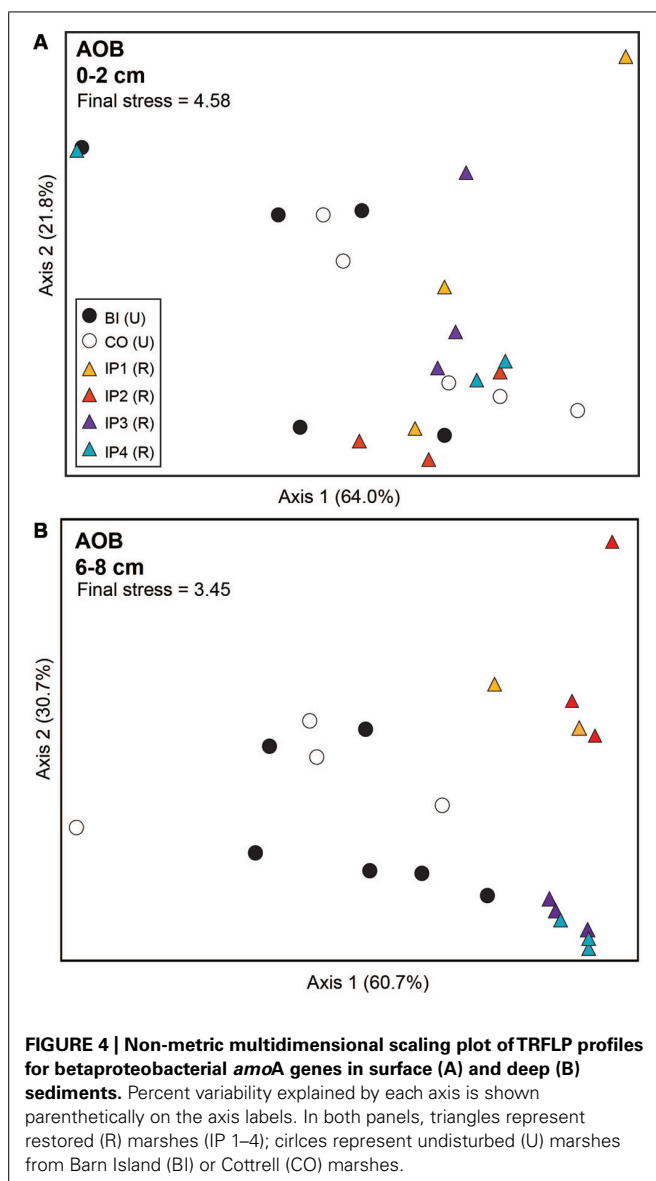 A
AOB
0-2 cm
Final stress = 4.58
Axis 2 (21.8%)
BI (U)
CO (U)
IP1 (R)
IP2 (R)
IP3 (R)
IP4 (R)
Axis 1 (64.0%)
B
AOB
6-8 cm
Final stress = 3.45
Axis 2 (30.7%)
Axis 1 (60.7%)
FIGURE 4 | Non-metric multidimensional scaling plot of TRFLP profiles
for betaproteobacterial amoA genes in surface (A) and deep (B)
sediments. Percent variability explained by each axis is shown
parenthetically on the axis labels. In both panels, triangles represent
restored (R) marshes (IP 1–4); cirlces represent undisturbed (U) marshes
from Barn Island (BI) or Cottrell (CO) marshes.